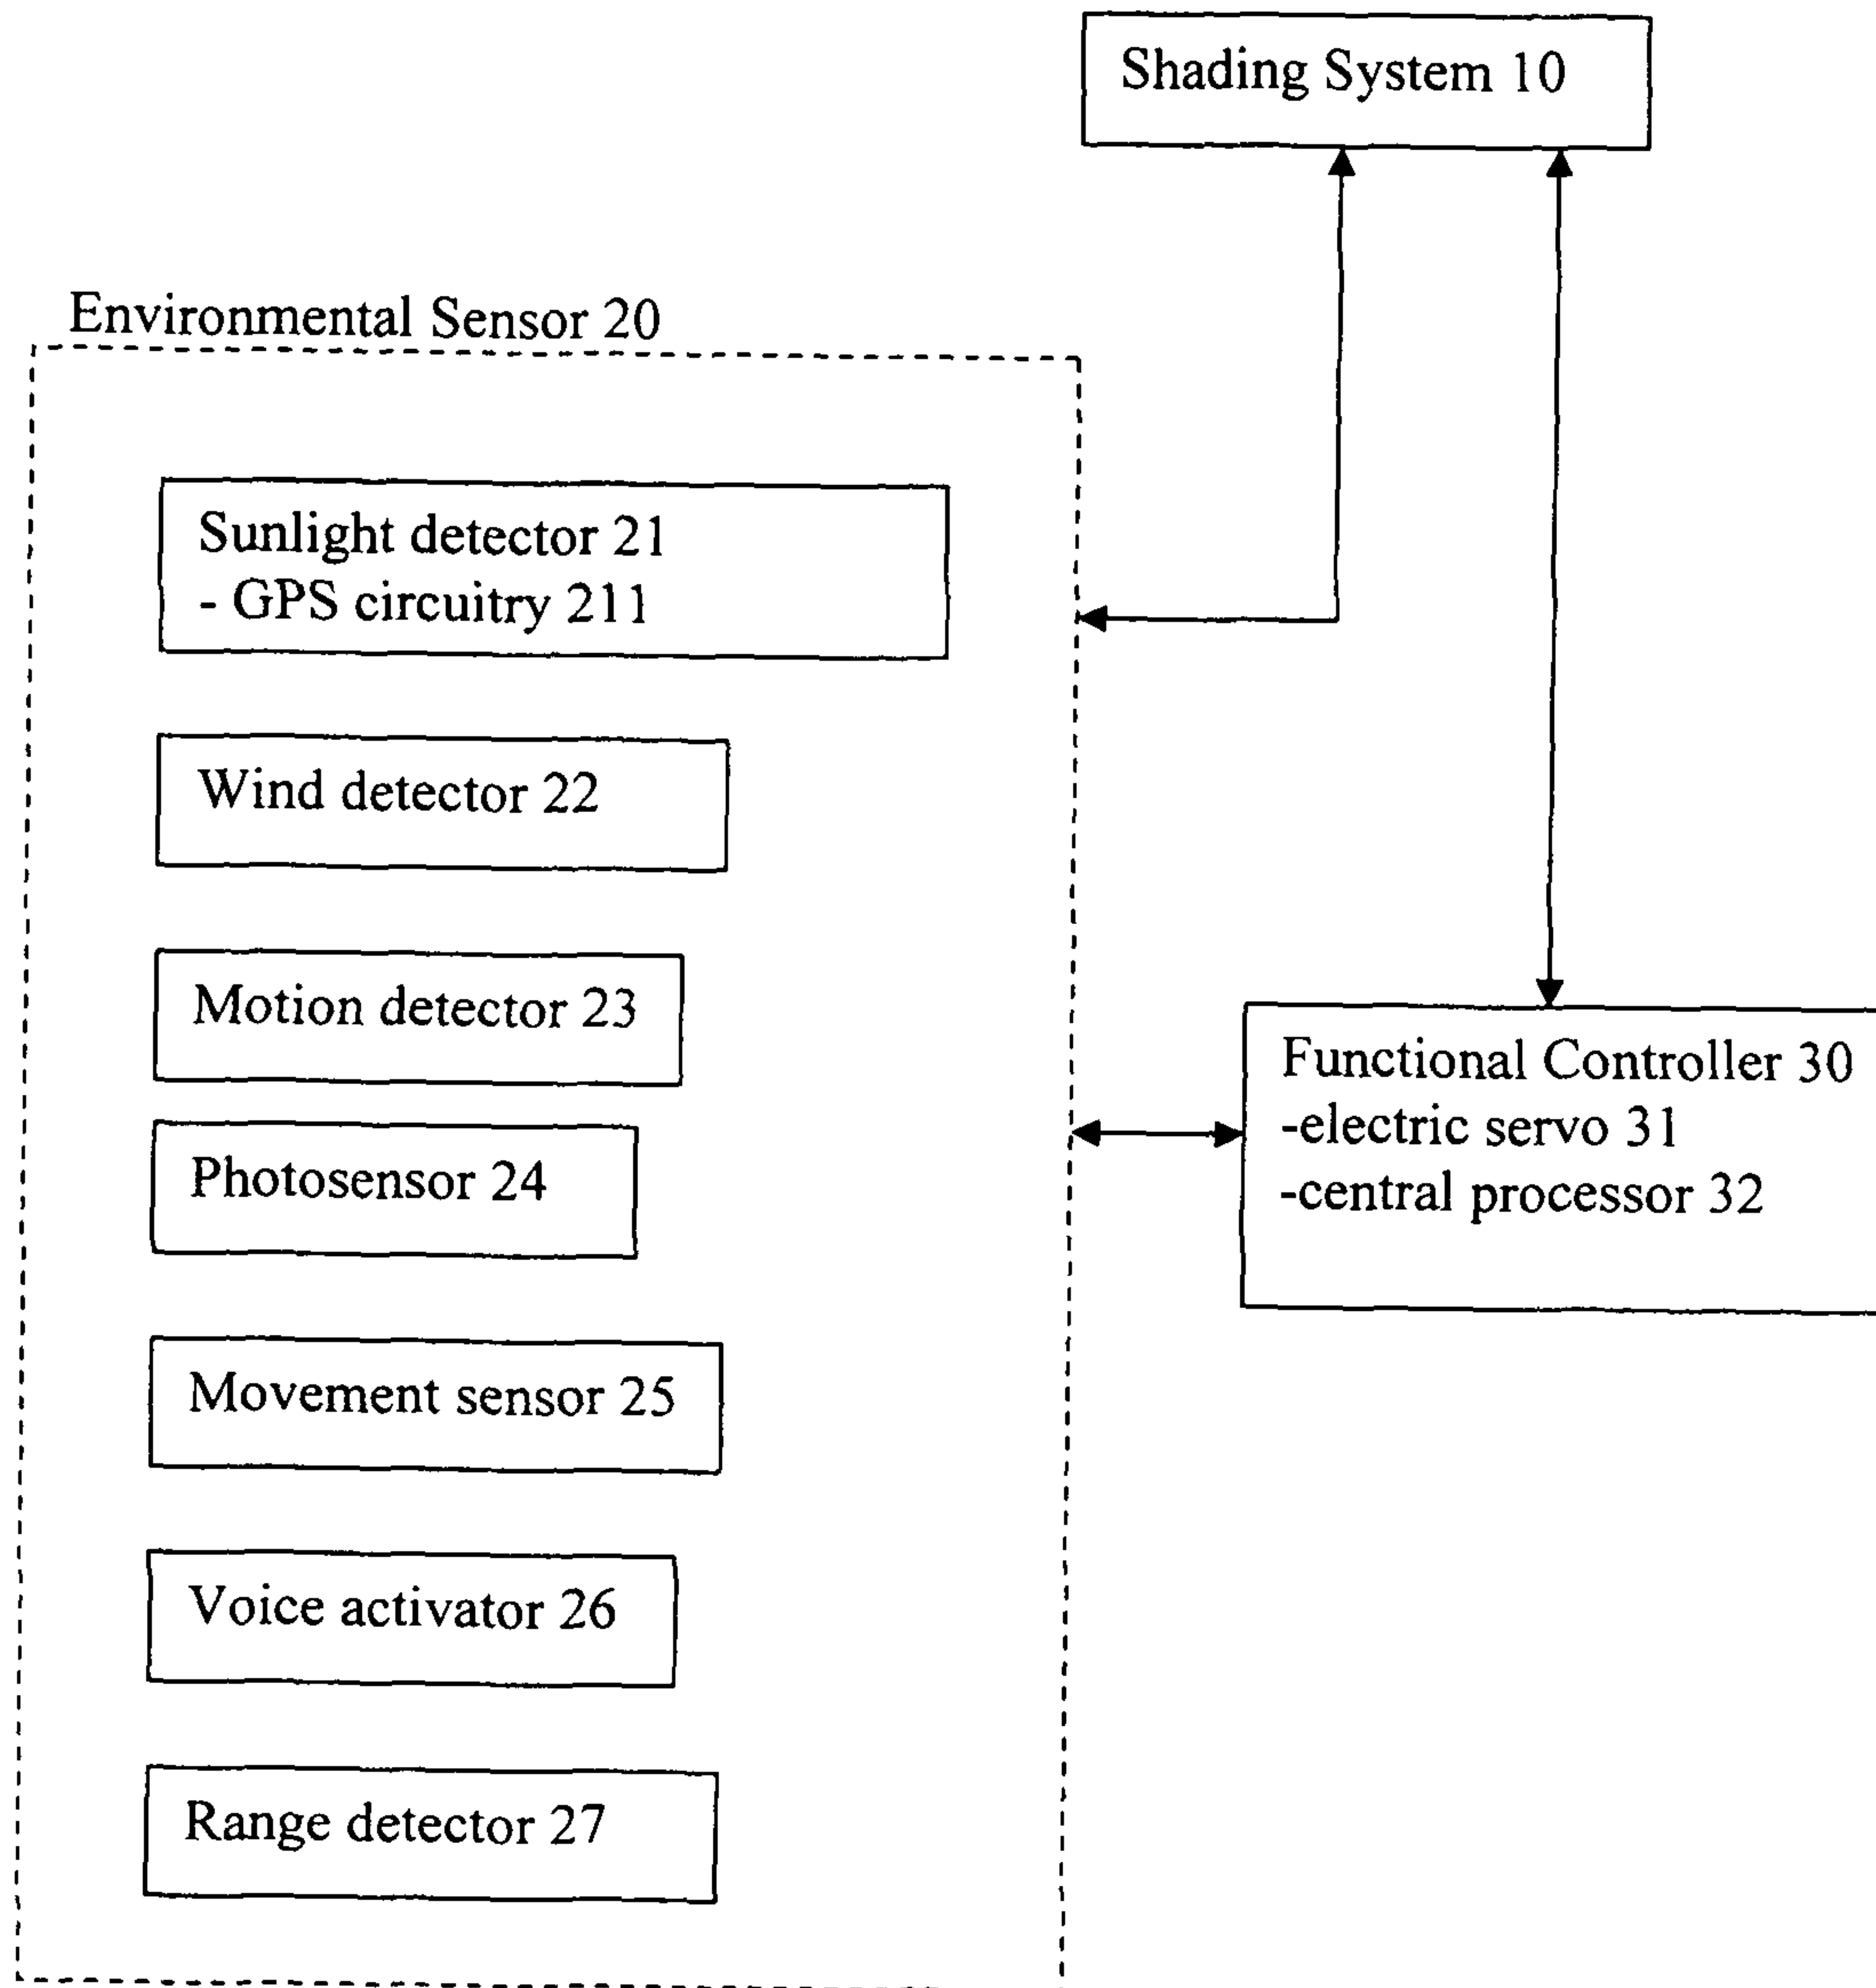 Shading System 10
Environmental Sensor 20
Sunlight detector 21
- GPS circuitry 211
Wind detector 22
Motion detector 23
Photosensor 24
Movement sensor 25
Voice activator 26
Range detector 27
Functional Controller 30
-electric servo 31
-central processor 32